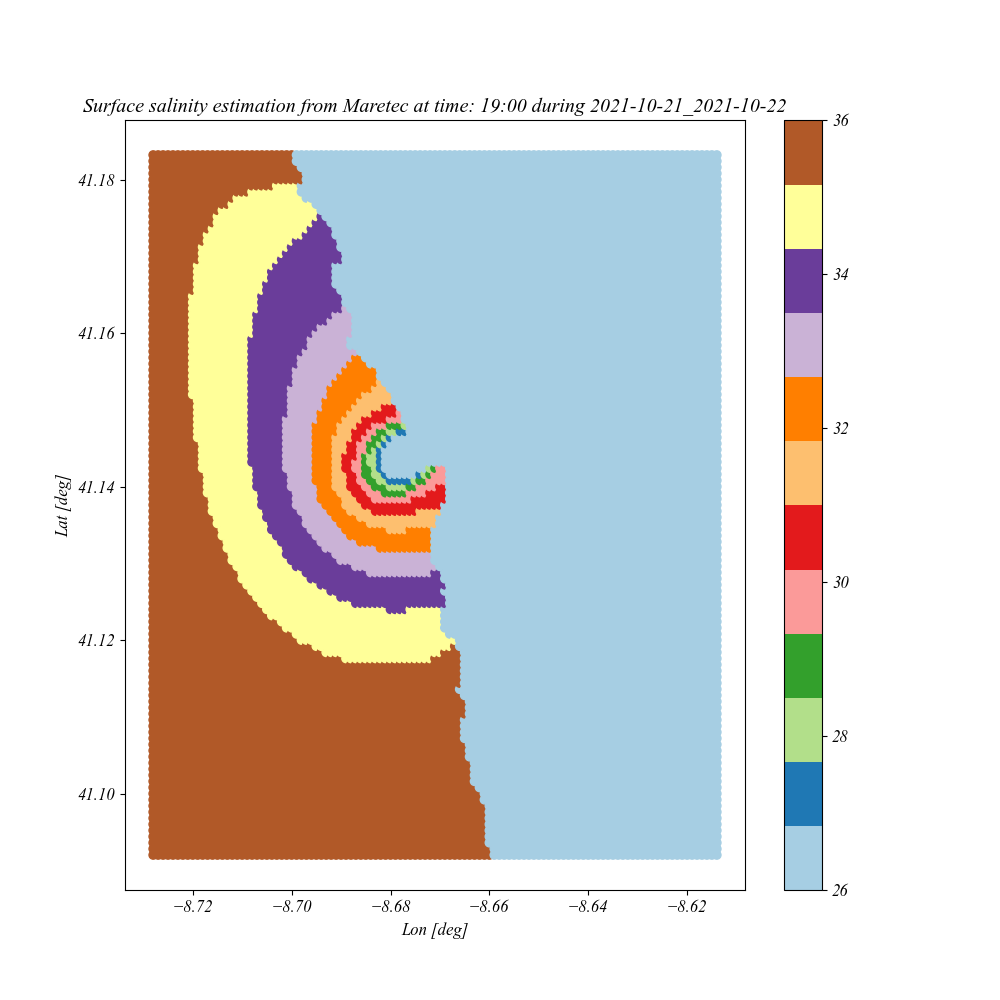 Surface salinity estimation from Maretec at time: 19:00 during 2021-10-21_2021-10-22
41.18
41.16
41.14
41.12
41.10
Lat [deg]
−8.72 −8.70 −8.68 −8.66 −8.64 −8.62
Lon [deg]
36
34
32
30
28
26